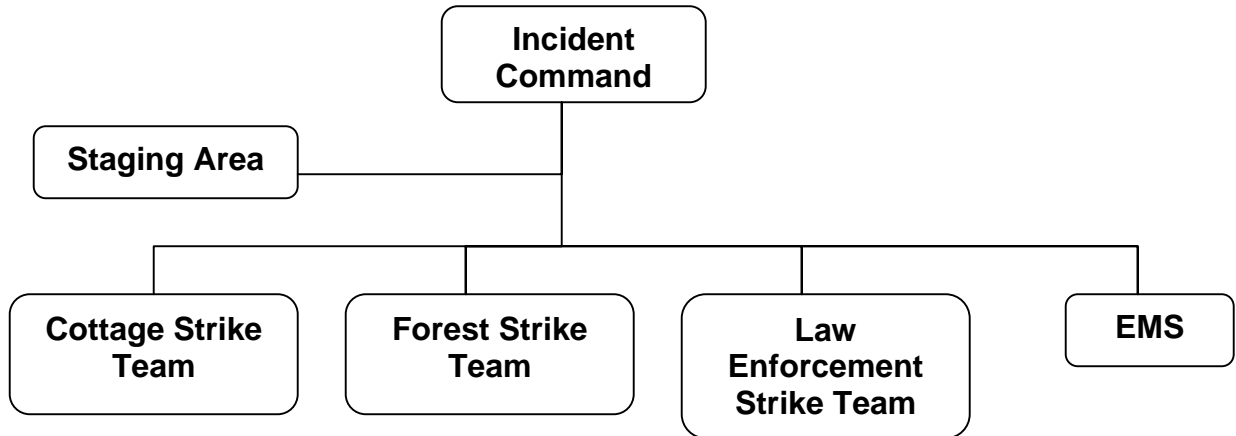 Incident
Command
Staging Area
Cottage Strike
Team
Forest Strike
Team
Law
Enforcement
Strike Team
EMS